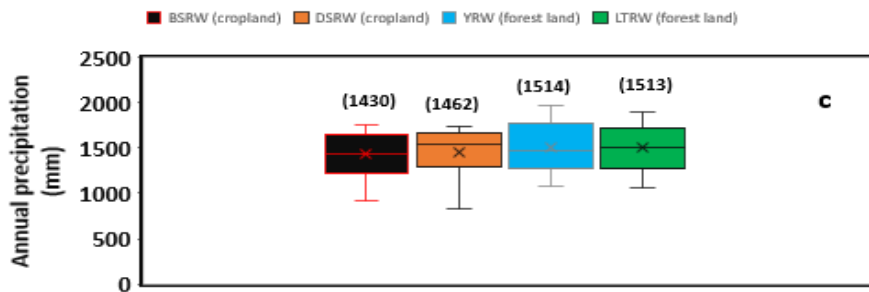 BSRW (cropland) DSRW (cropland) YRW (forest land) LTRW (forest land)
Annual precipitation
(mm)
2500
2000
1500
1000
500
0
(1430) (1462) (1514) (1513)
c